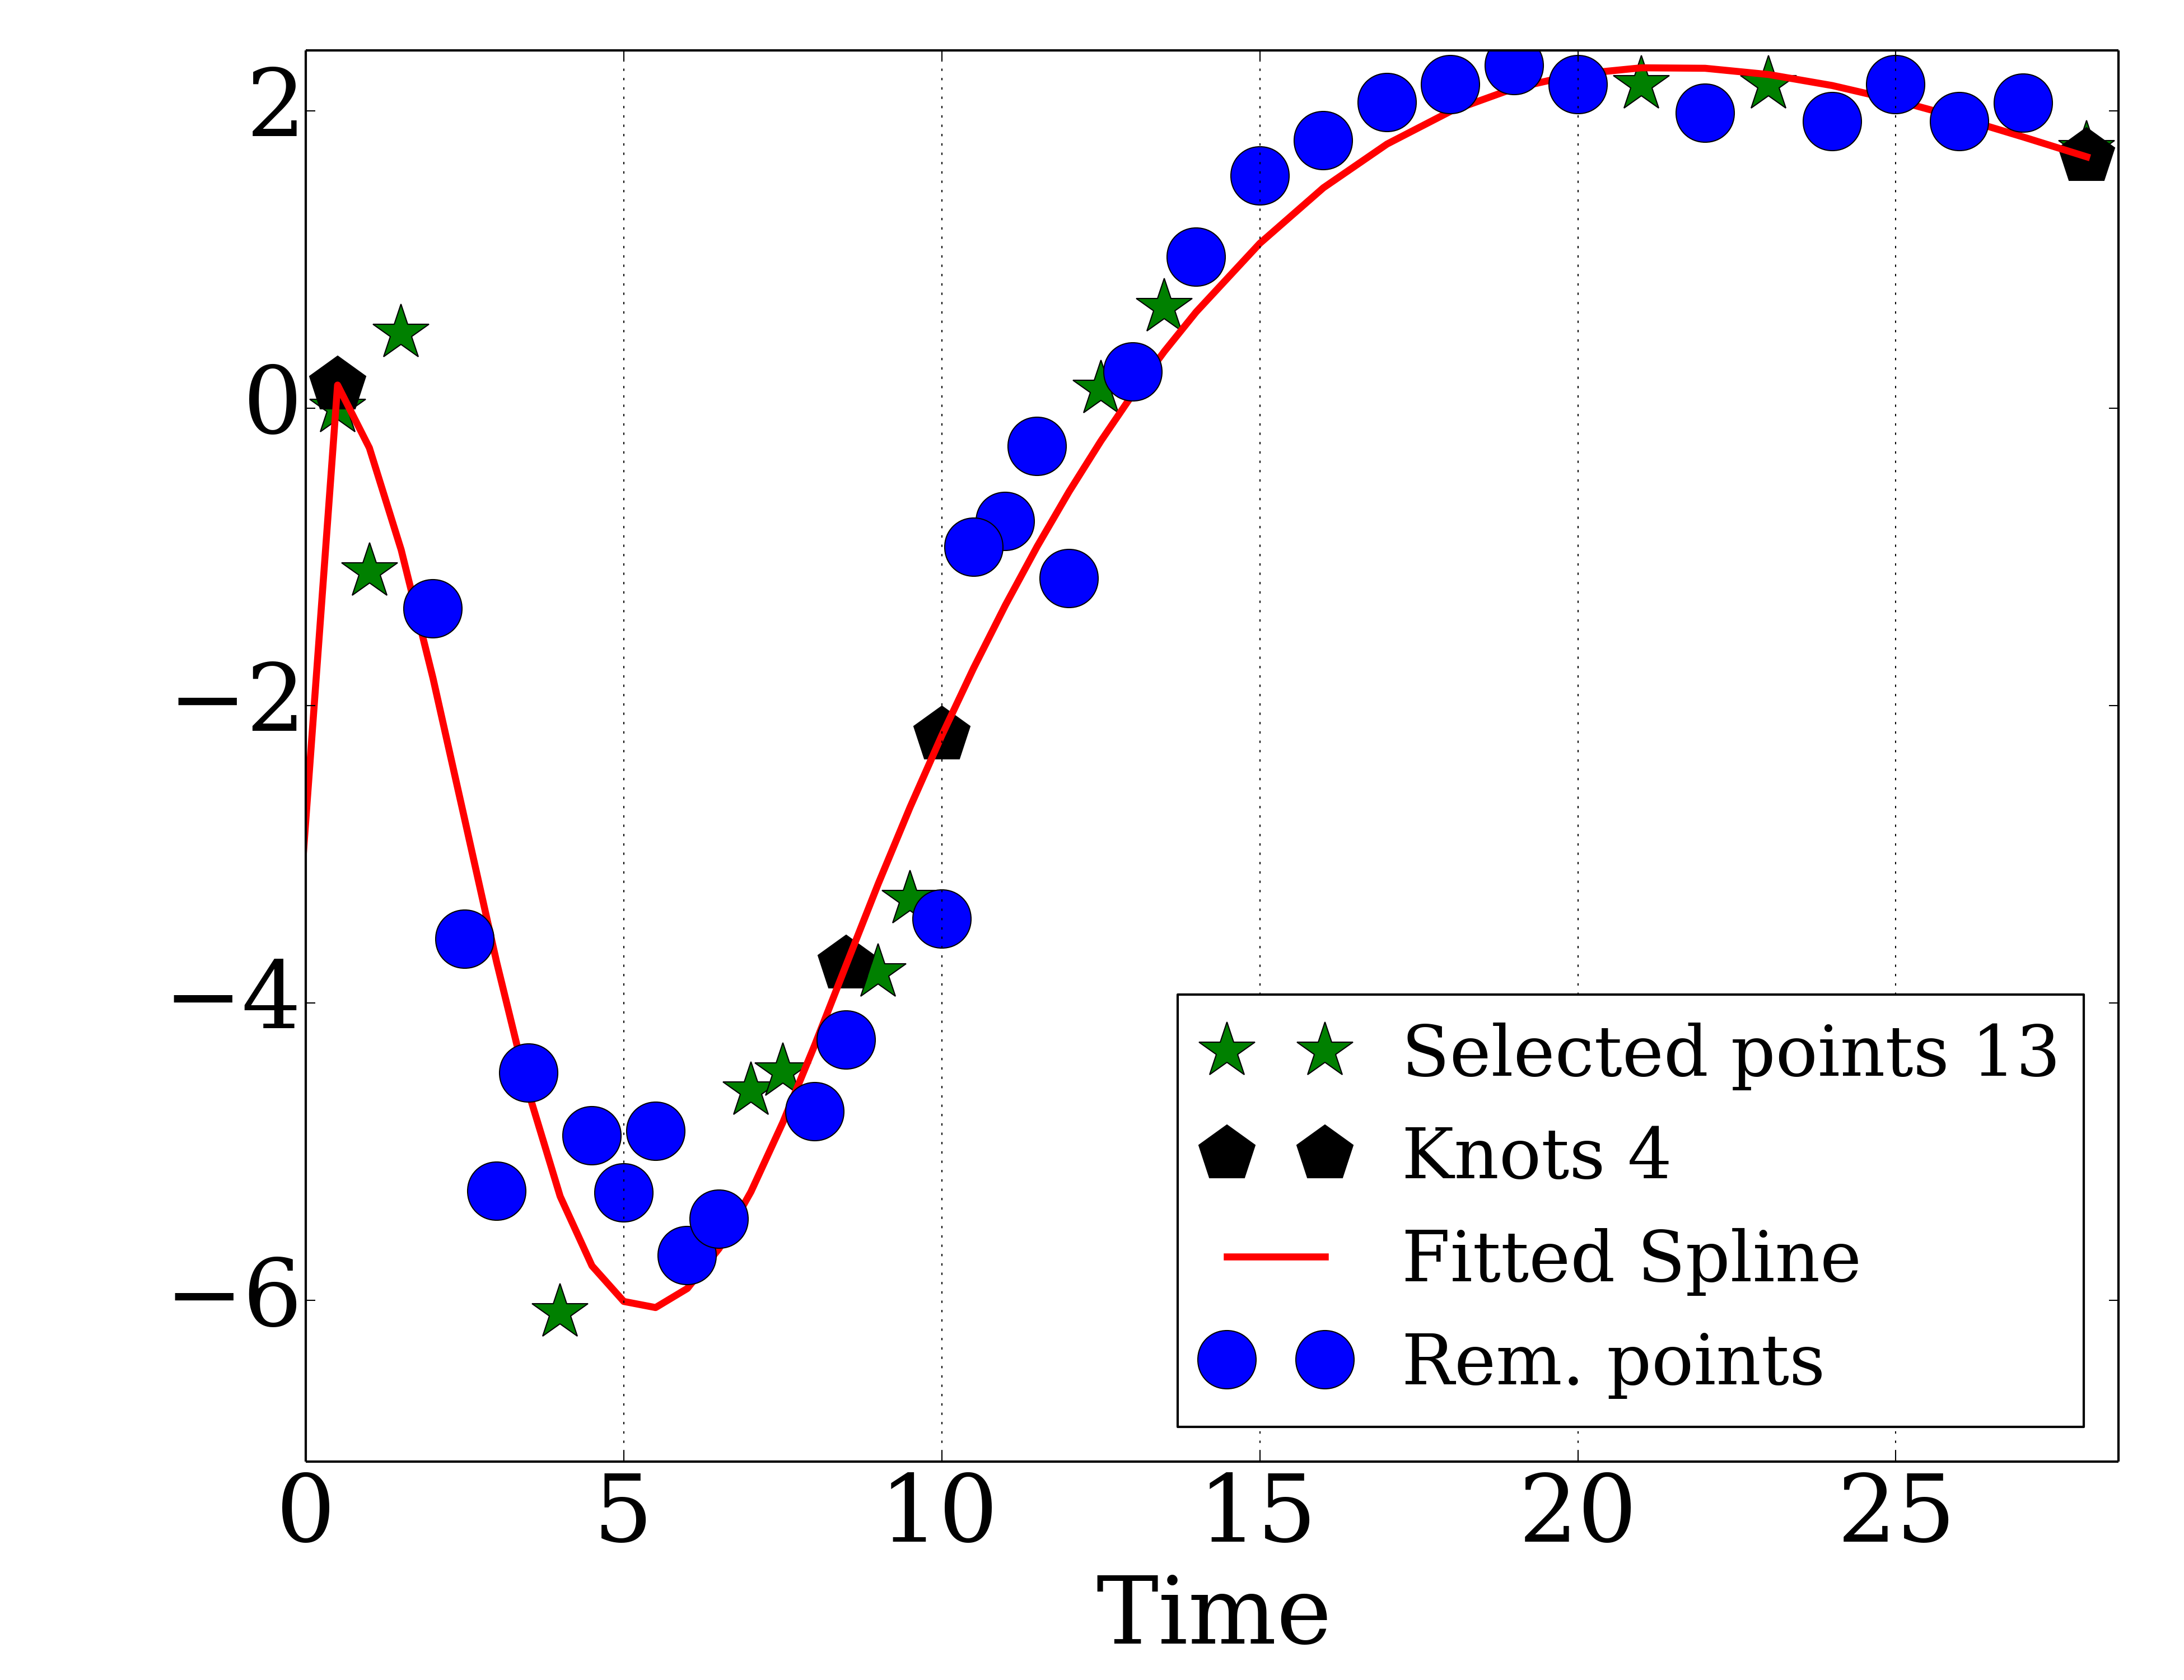 2
0
−2
−4
−6
Selected points 13
Knots 4
Fitted Spline
Rem. points
0 5 10 15 20 25
Time